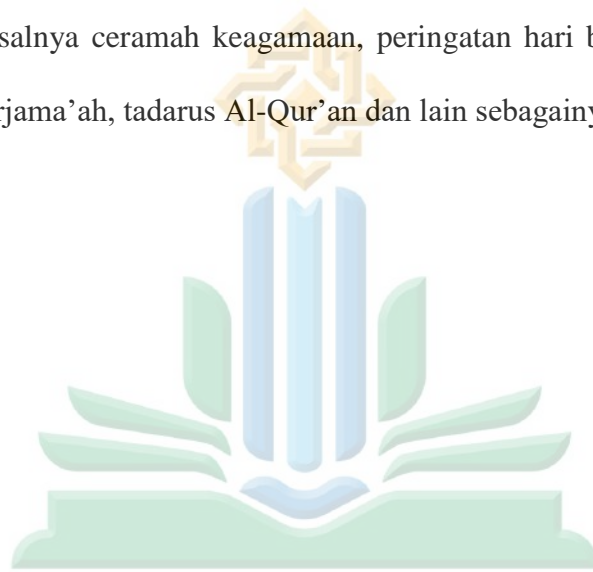 salnya ceramah keagamaan, peringatan hari b
rjama’ah, tadarus Al-Qur’an dan lain sebagainy